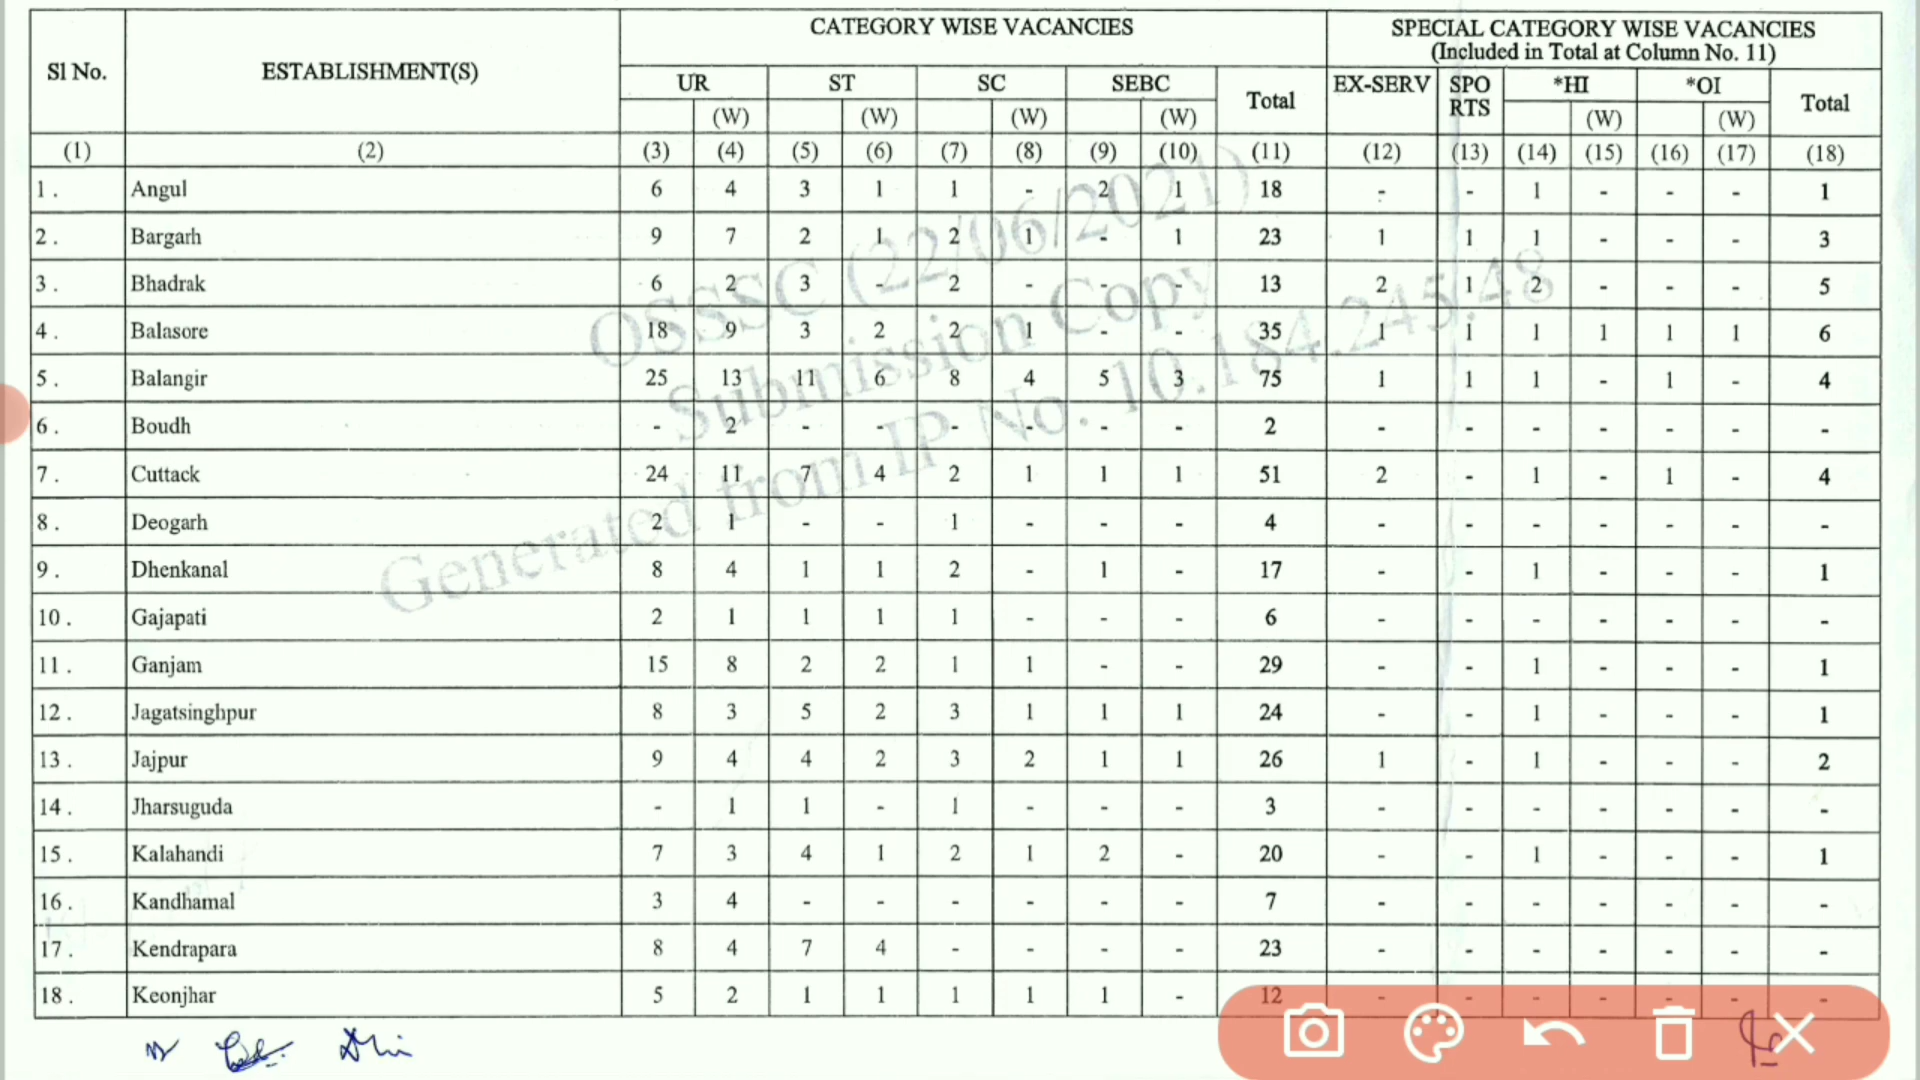 CATEGORY WISE VACANCIES SPECIAL CATEGORY WISE VACANCIES
(Included in Total at Column No. 11)
Sl No. ESTABLISHMENT(S) UR ST SC SEBC Total EX-SERV SPO RTS *HI *OI Total
(W) (W) (W) (W) (W) (W)
(1) (2) (3) (4) (5) (6) (7) (8) (9) (10) (11) (12) (13) (14) (15) (16) (17) (18)
1. Angul 6 4 3 1 1 - 2 1 18 - - 1 - - - 1
2. Bargarh 9 7 2 1 2 1 - 1 23 1 1 1 - - - 3
3. Bhadrak 6 2 3 - 2 - - - 13 2 1 2 - - - 5
4. Balasore 18 9 3 2 2 1 - - 35 1 1 1 1 1 1 6
5. Balangir 25 13 11 6 8 4 5 3 75 1 1 1 - 1 - 4
6. Boudh - 2 - - - - - - 2 - - - - - - -
7. Cuttack 24 11 7 4 2 1 1 1 51 2 - 1 - 1 - 4
8. Deogarh 2 1 - - 1 - - - 4 - - - - - - -
9. Dhenkanal 8 4 1 1 2 - 1 - 17 - - 1 - - - 1
10. Gajapati 2 1 1 1 1 - - - 6 - - - - - - -
11. Ganjam 15 8 2 2 1 1 - - 29 - - 1 - - - 1
12. Jagatsinghpur 8 3 5 2 3 1 1 1 24 - - 1 - - - 1
13. Jajpur 9 4 4 2 3 2 1 1 26 1 - 1 - - - 2
14. Jharsuguda - 1 1 - 1 - - - 3 - - - - - - -
15. Kalahandi 7 3 4 1 2 1 2 - 20 - - 1 - - - 1
16. Kandhamal 3 4 - - - - - - 7 - - - - - - -
17. Kendrapara 8 4 7 4 - - - - 23 - - - - - - -
18. Keonjhar 5 2 1 1 1 1 1 - 12 - - - - - - -
OSSSC (22/06/2021)
Submission Copy
Generated from IP No. 10.184.245.48